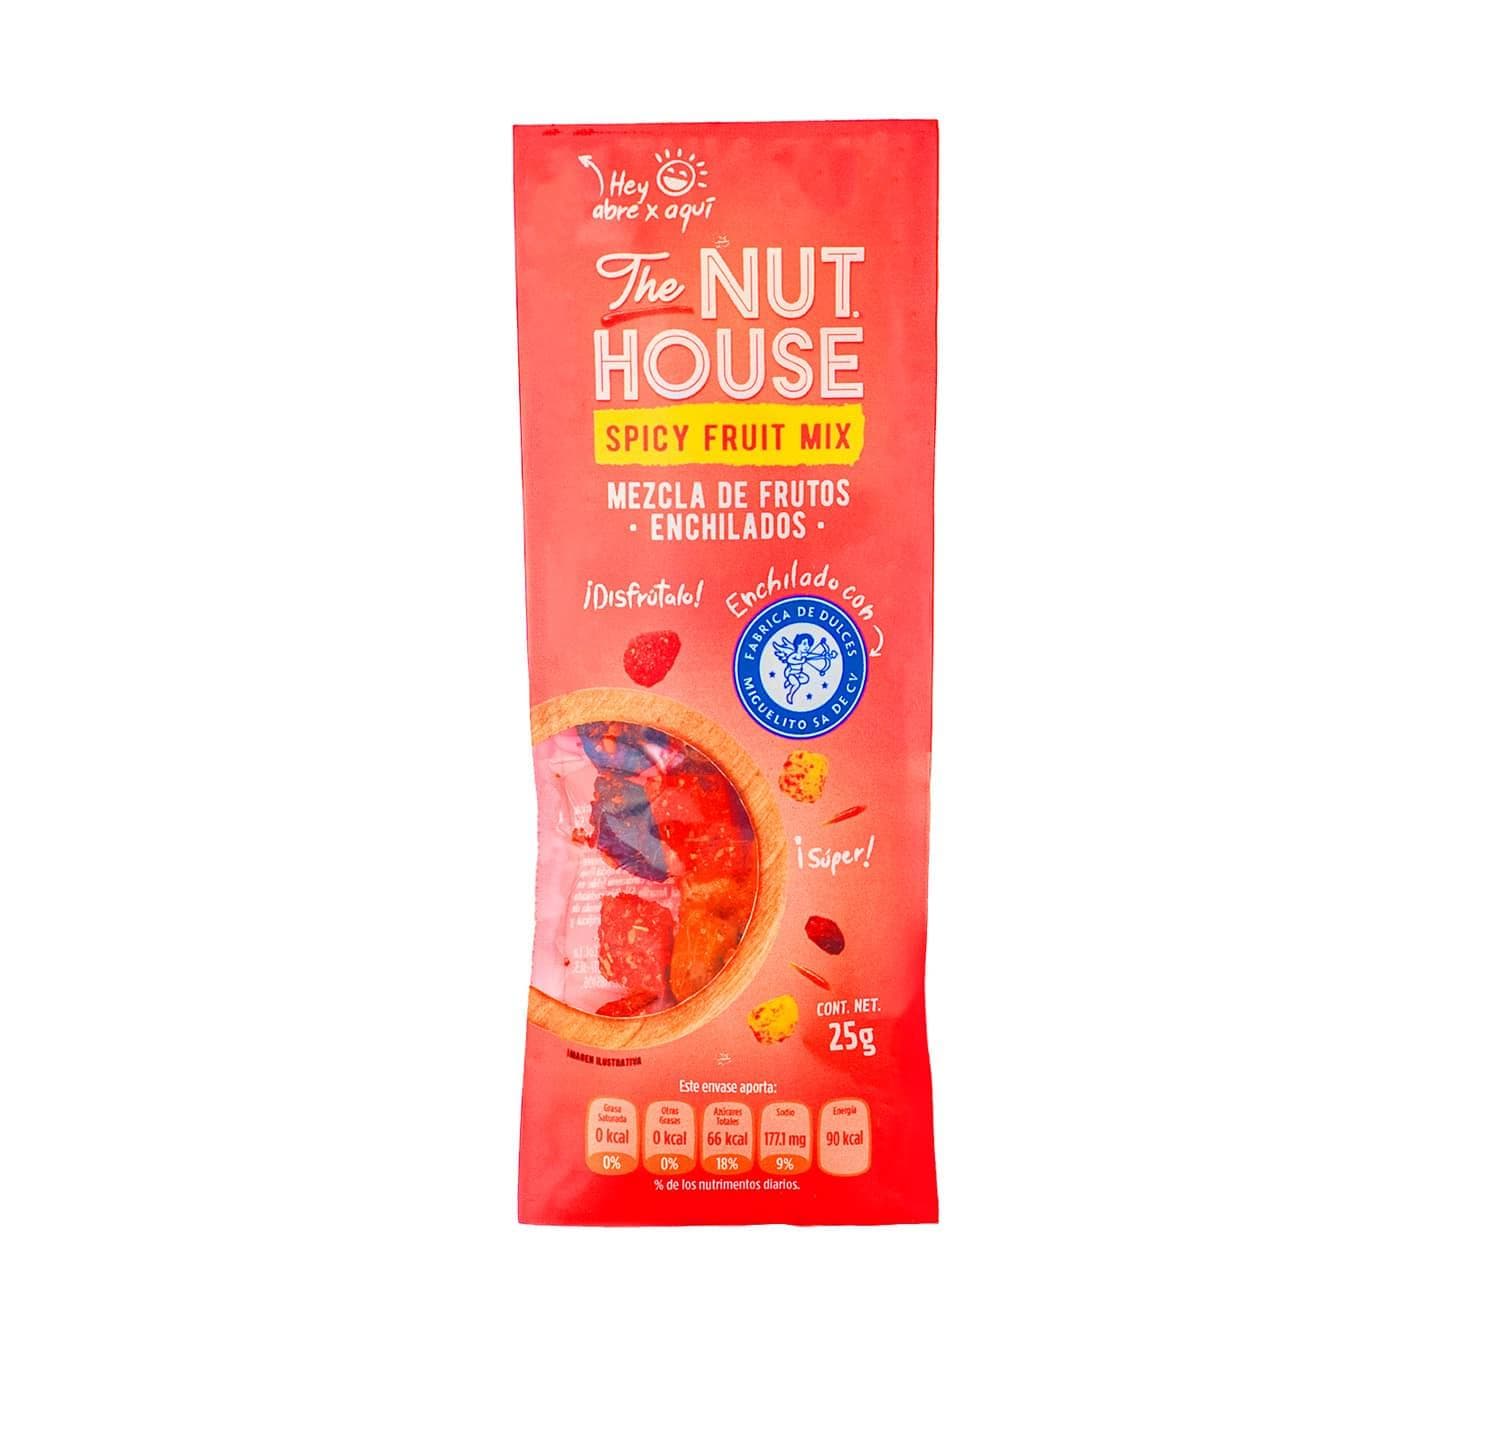 Hey
abre x aquí
The NUT
HOUSE
SPICY FRUIT MIX
MEZCLA DE FRUTOS
• ENCHILADOS •
¡Disfrútalo!
Enchilado con
FABRICA DE DULCES
MIGUELITO SA DE CV
¡Súper!
CONT. NET.
25g
IMAGEN ILUSTRATIVA
Este envase aporta:
Grasa Saturada
0 kcal
0%
Otras Grasas
0 kcal
0%
Azúcares Totales
66 kcal
18%
Sodio
177.1 mg
9%
Energía
90 kcal
% de los nutrimentos diarios.